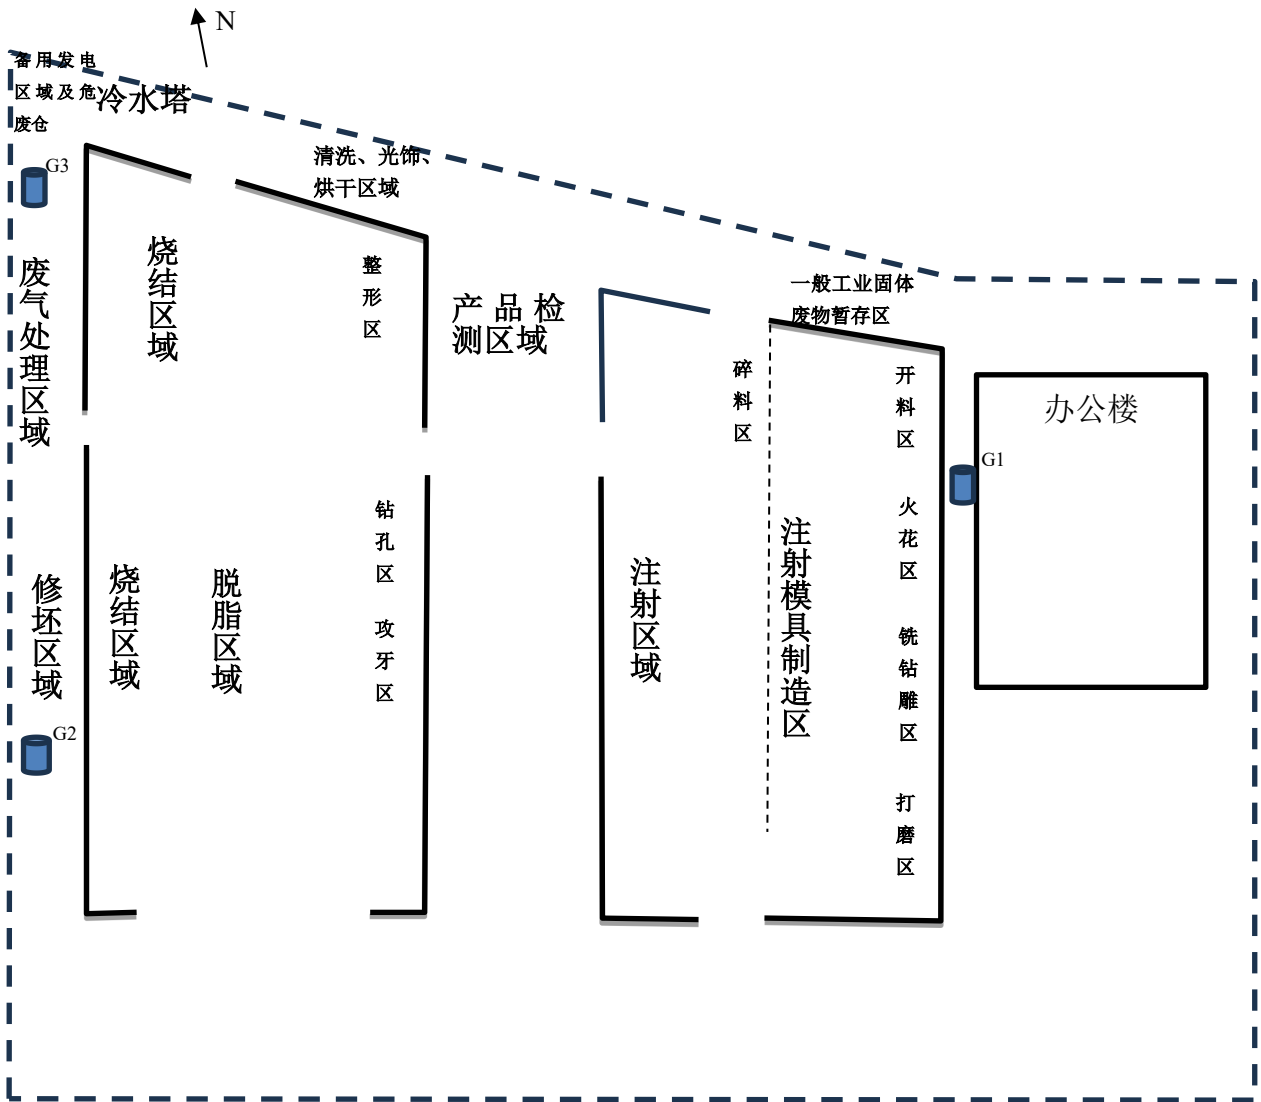 N
备用发电
区域及危
废仓
冷水塔
G3
清洗、光饰、
烘干区域
废气处理区域
烧结区域
整形区
产品检
测区域
一般工业固体
废物暂存区
碎料区
开料区
办公楼
G1
火花区
钻孔区
攻牙区
修坯区域
烧结区域
脱脂区域
注射区域
注射模具制造区
铣钻雕区
打磨区
G2